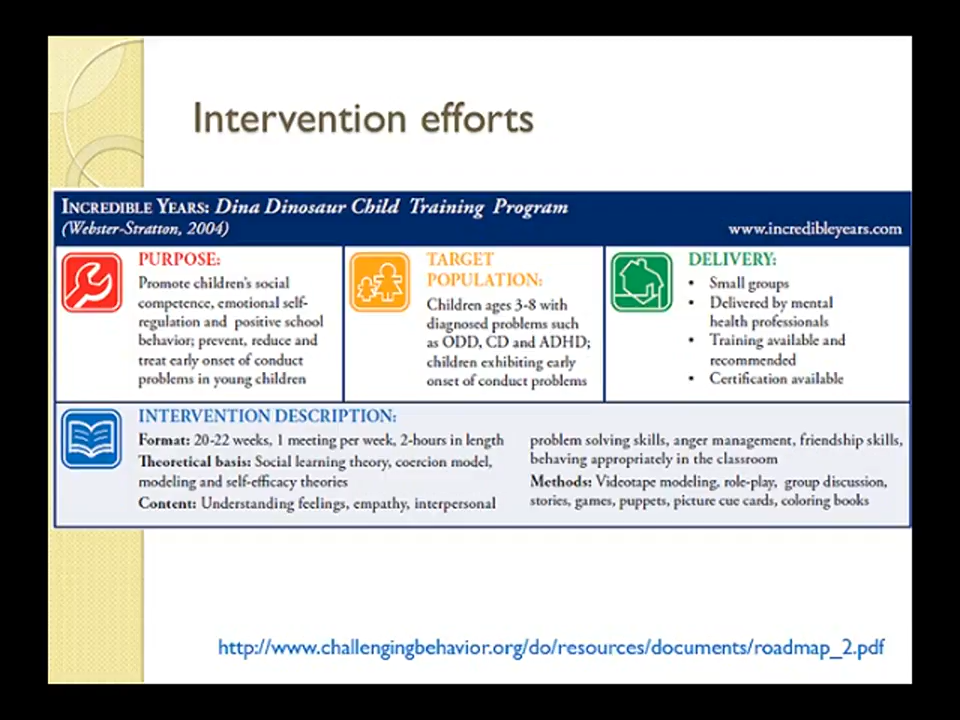 Intervention efforts
INCREDIBLE YEARS: Dina Dinosaur Child Training Program
(Webster-Stratton, 2004)
www.incredibleyears.com
PURPOSE:
Promote children's social
competence, emotional self-
regulation and positive school
behavior; prevent, reduce and
treat early onset of conduct
problems in young children
TARGET
POPULATION:
Children ages 3-8 with
diagnosed problems such
as ODD, CD and ADHD;
children exhibiting early
onset of conduct problems
DELIVERY:
• Small groups
• Delivered by mental
health professionals
• Training available and
recommended
• Certification available
INTERVENTION DESCRIPTION:
Format: 20-22 weeks, 1 meeting per week, 2-hours in length
Theoretical basis: Social learning theory, coercion model,
modeling and self-efficacy theories
Content: Understanding feelings, empathy, interpersonal
problem solving skills, anger management, friendship skills,
behaving appropriately in the classroom
Methods: Videotape modeling, role-play, group discussion,
stories, games, puppets, picture cue cards, coloring books
http://www.challengingbehavior.org/do/resources/documents/roadmap_2.pdf